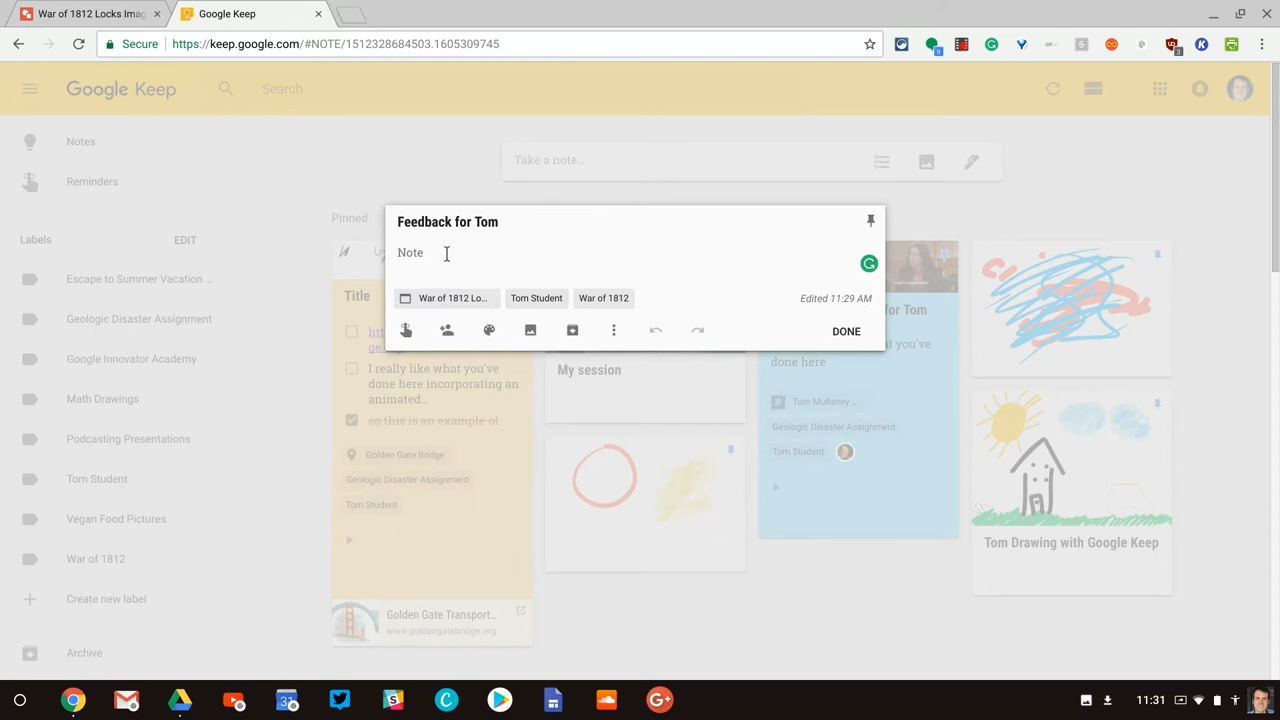 War of 1812 Locks Imag
Google Keep
Secure
https://keep.google.com/#NOTE/1512328684503.1605309745
9
3
Google Keep
Search
Notes
Reminders
Labels
EDIT
Escape to Summer Vacation ...
Geologic Disaster Assignment
Google Innovator Academy
Math Drawings
Podcasting Presentations
Tom Student
Vegan Food Pictures
War of 1812
Create new label
Archive
Take a note...
Pinned
Feedback for Tom
Note
War of 1812 Lo...
Tom Student
War of 1812
Edited 11:29 AM
DONE
Title
I really like what you've
done here incorporating an
animated...
so this is an example of
Golden Gate Bridge
Geologic Disaster Assignment
Tom Student
Golden Gate Transport...
www.goldengatebridge.org
My session
for Tom
you've
done here
Tom Mullaney ...
Geologic Disaster Assignment
Tom Student
Tom Drawing with Google Keep
31
11:31